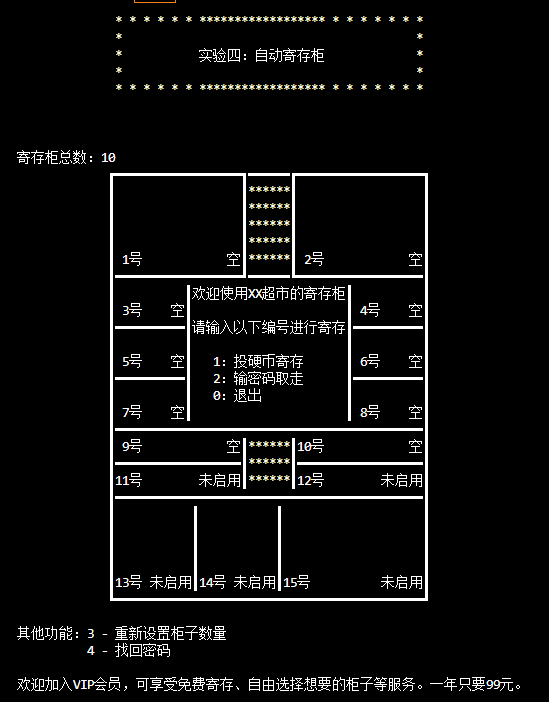 * * * * * * ****************** * * * * * * *
* *
* 实验四：自动寄存柜 *
* *
* * * * * * ****************** * * * * * * *
寄存柜总数：10
******
******
******
******
1号 空 ****** 2号 空
欢迎使用XX超市的寄存柜
3号 空 4号 空
请输入以下编号进行寄存
5号 空 1：投硬币寄存 6号 空
2：输密码取走
0：退出
7号 空 8号 空
9号 空 ****** 10号 空
******
11号 未启用 ****** 12号 未启用
13号 未启用 14号 未启用 15号 未启用
其他功能：3 - 重新设置柜子数量
4 - 找回密码
欢迎加入VIP会员，可享受免费寄存、自由选择想要的柜子等服务。一年只要99元。